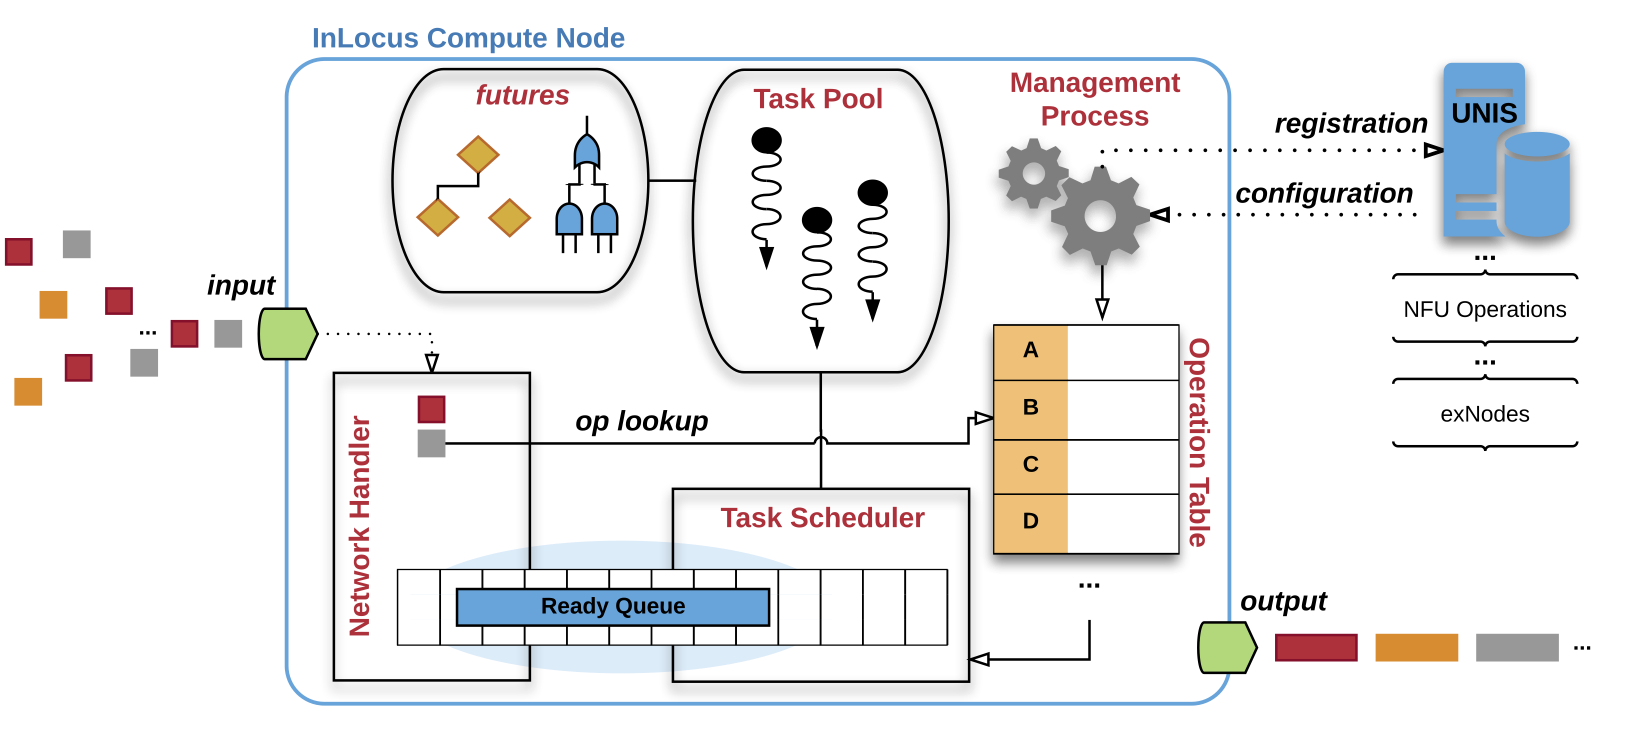 InLocus Compute Node
futures
Task Pool
Management
Process
registration
UNIS
configuration
...
NFU Operations
...
exNodes
input
...
op lookup
A
B
C
D
Operation Table
...
Network Handler
Task Scheduler
Ready Queue
output
...